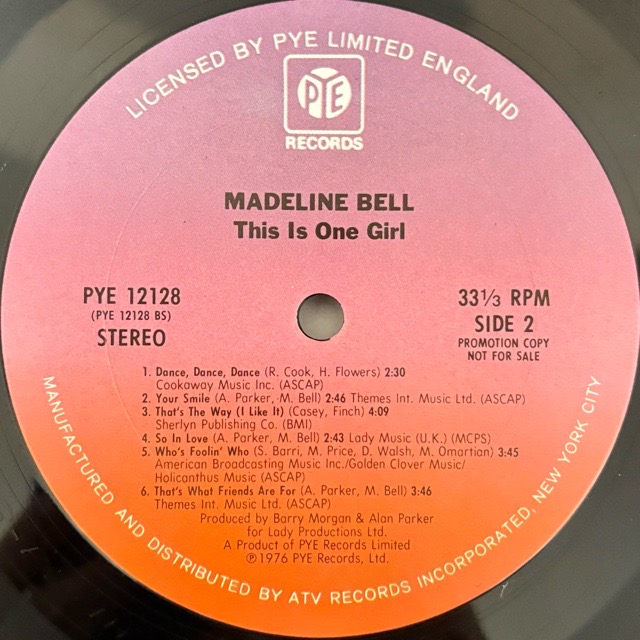 LICENSED BY PYE LIMITED ENGLAND
PYE
RECORDS
MADELINE BELL
This Is One Girl
PYE 12128
(PYE 12128 BS)
STEREO
33⅓ RPM
SIDE 2
PROMOTION COPY
NOT FOR SALE
1. Dance, Dance, Dance (R. Cook, H. Flowers) 2:30
Cookaway Music Inc. (ASCAP)
2. Your Smile (A. Parker, M. Bell) 2:46 Themes Int. Music Ltd. (ASCAP)
3. That's The Way (I Like It) (Casey, Finch) 4:09
Sherlyn Publishing Co. (BMI)
4. So In Love (A. Parker, M. Bell) 2:43 Lady Music (U.K.) (MCPS)
5. Who's Foolin' Who (S. Barri, M. Price, D. Walsh, M. Omartian) 3:45
American Broadcasting Music Inc./Golden Clover Music/
Holicanthus Music (ASCAP)
6. That's What Friends Are For (A. Parker, M. Bell) 3:46
Themes Int. Music Ltd. (ASCAP)
Produced by Barry Morgan & Alan Parker
for Lady Productions Ltd.
A Product of PYE Records Limited
℗1976 PYE Records, Ltd.
MANUFACTURED AND DISTRIBUTED BY ATV RECORDS INCORPORATED, NEW YORK CITY